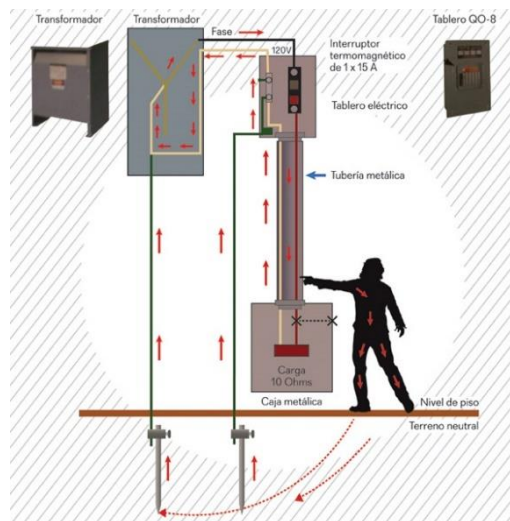 Transformador
Transformador
Fase
120V
Tablero QO-8
Interruptor
termomagnético
de 1 x 15 A
Tablero eléctrico
Tubería metálica
Carga
10 Ohms
Caja metálica
Nivel de piso
Terreno neutral